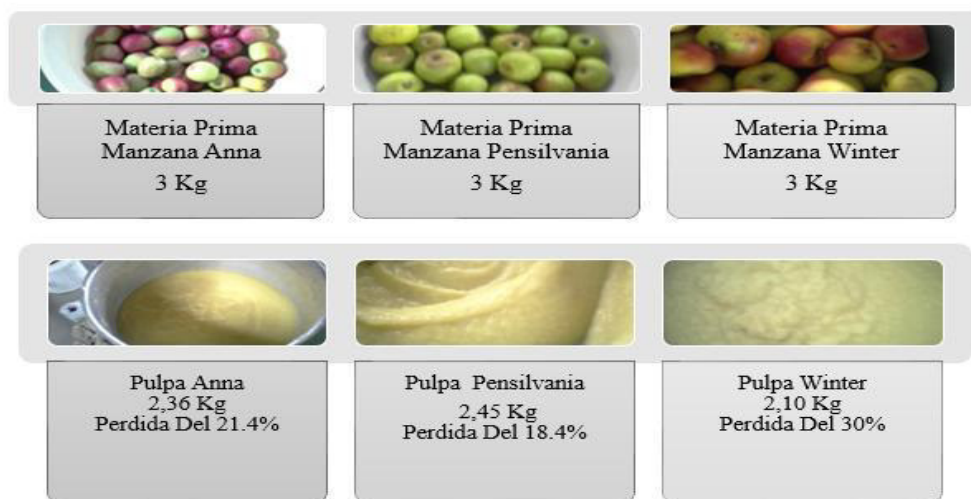 Materia Prima
Manzana Anna
3 Kg
Materia Prima
Manzana Pensilvania
3 Kg
Materia Prima
Manzana Winter
3 Kg
Pulpa Anna
2,36 Kg
Perdida Del 21.4%
Pulpa Pensilvania
2,45 Kg
Perdida Del 18.4%
Pulpa Winter
2,10 Kg
Perdida Del 30%